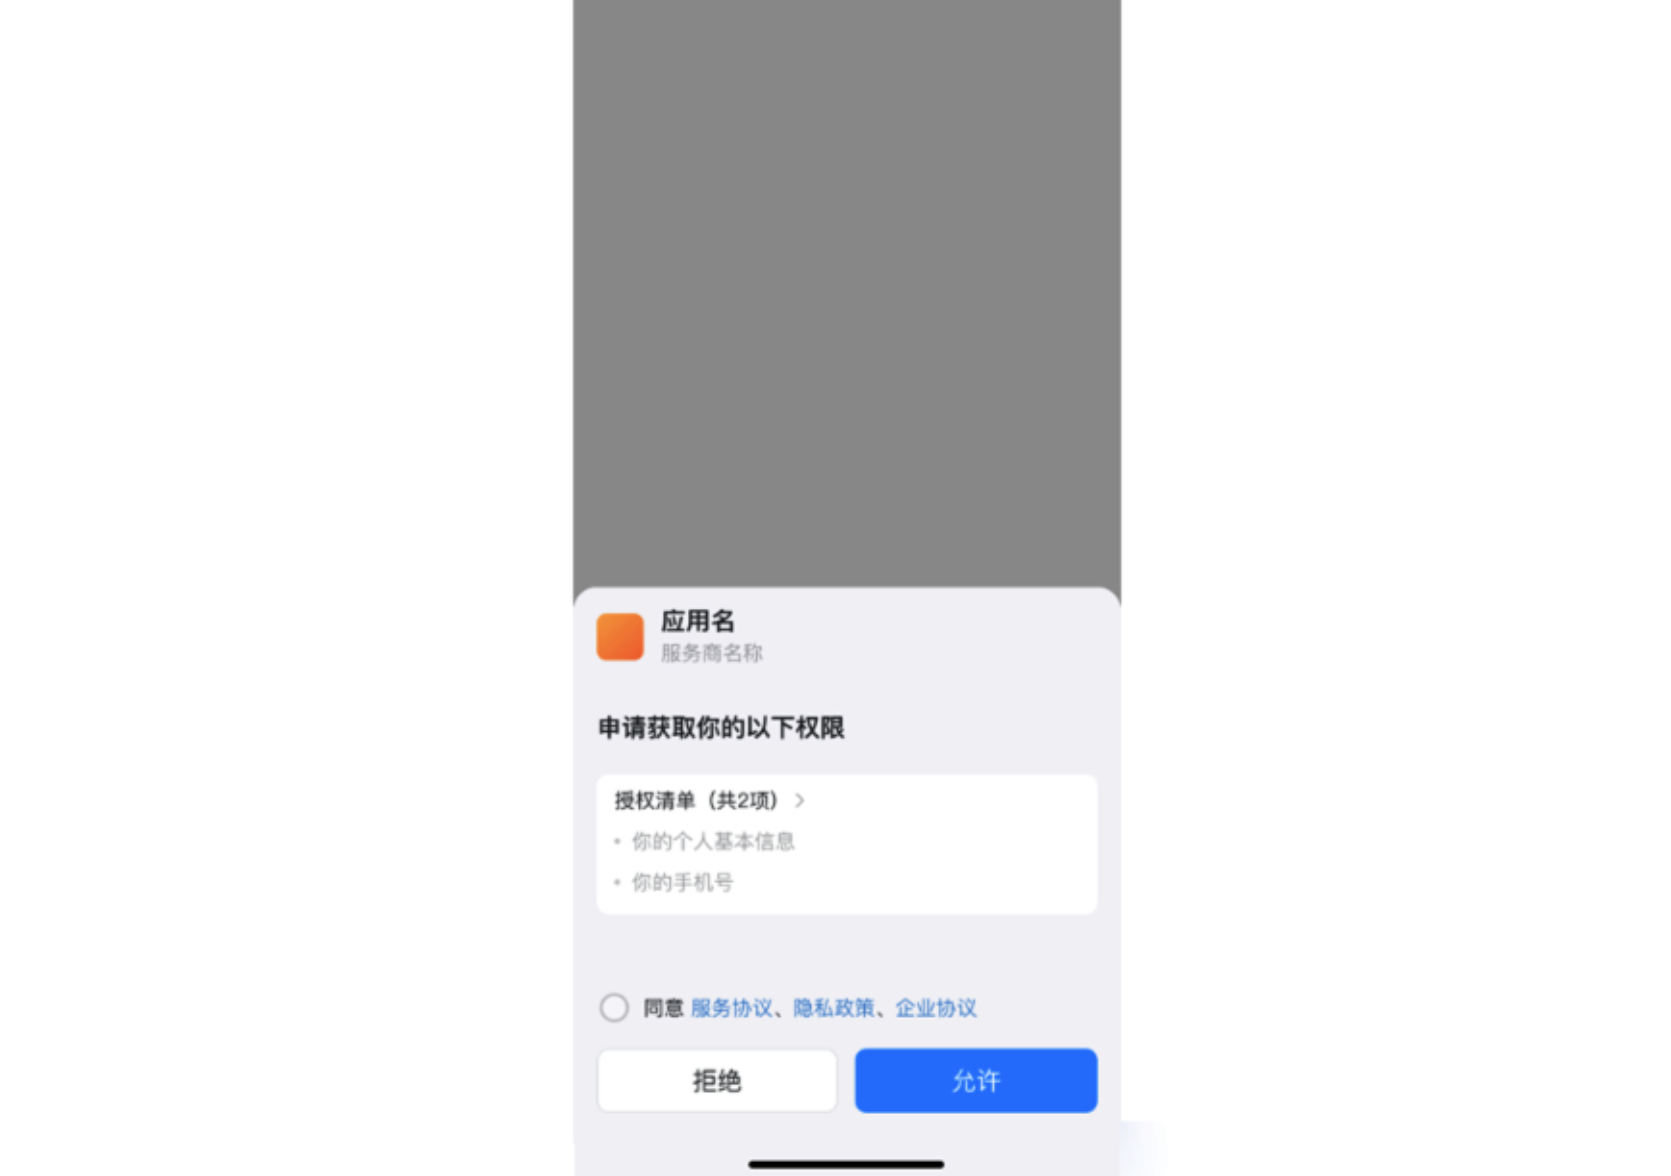 应用名
服务商名称
申请获取你的以下权限
授权清单（共2项） >
• 你的个人基本信息
• 你的手机号
同意 服务协议、隐私政策、企业协议
拒绝 允许